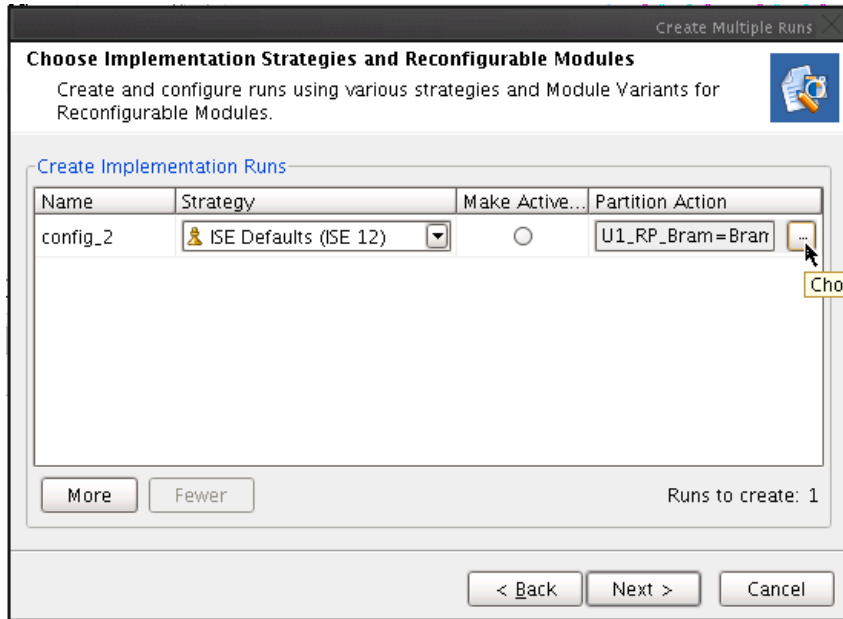 Create Multiple Runs
Choose Implementation Strategies and Reconfigurable Modules
Create and configure runs using various strategies and Module Variants for
Reconfigurable Modules.
Create Implementation Runs
Name Strategy Make Active... Partition Action
config_2 ISE Defaults (ISE 12) U1_RP_Bram=Bram ...
Cho
More Fewer Runs to create: 1
< Back Next > Cancel